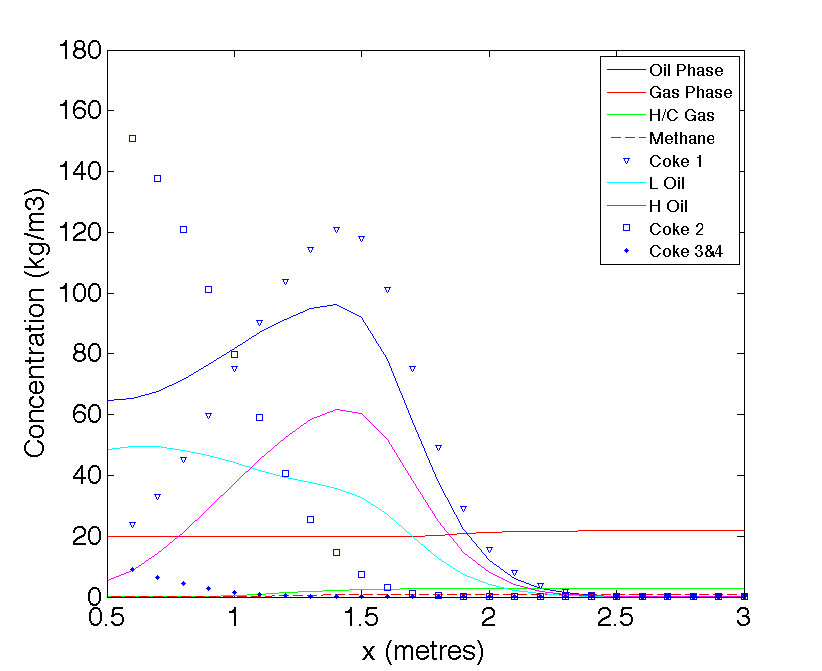 180
160
140
120
100
80
60
40
20
0
Concentration (kg/m3)
Oil Phase
Gas Phase
H/C Gas
Methane
Coke 1
L Oil
H Oil
Coke 2
Coke 3&4
0.5 1 1.5 2 2.5 3
x (metres)